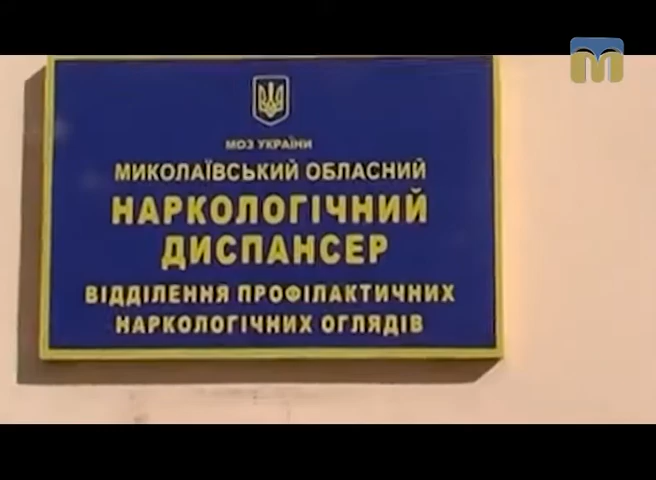 МОЗ УКРАЇНИ
МИКОЛАЇВСЬКИЙ ОБЛАСНИЙ
НАРКОЛОГІЧНИЙ
ДИСПАНСЕР
ВІДДІЛЕННЯ ПРОФІЛАКТИЧНИХ
НАРКОЛОГІЧНИХ ОГЛЯДІВ